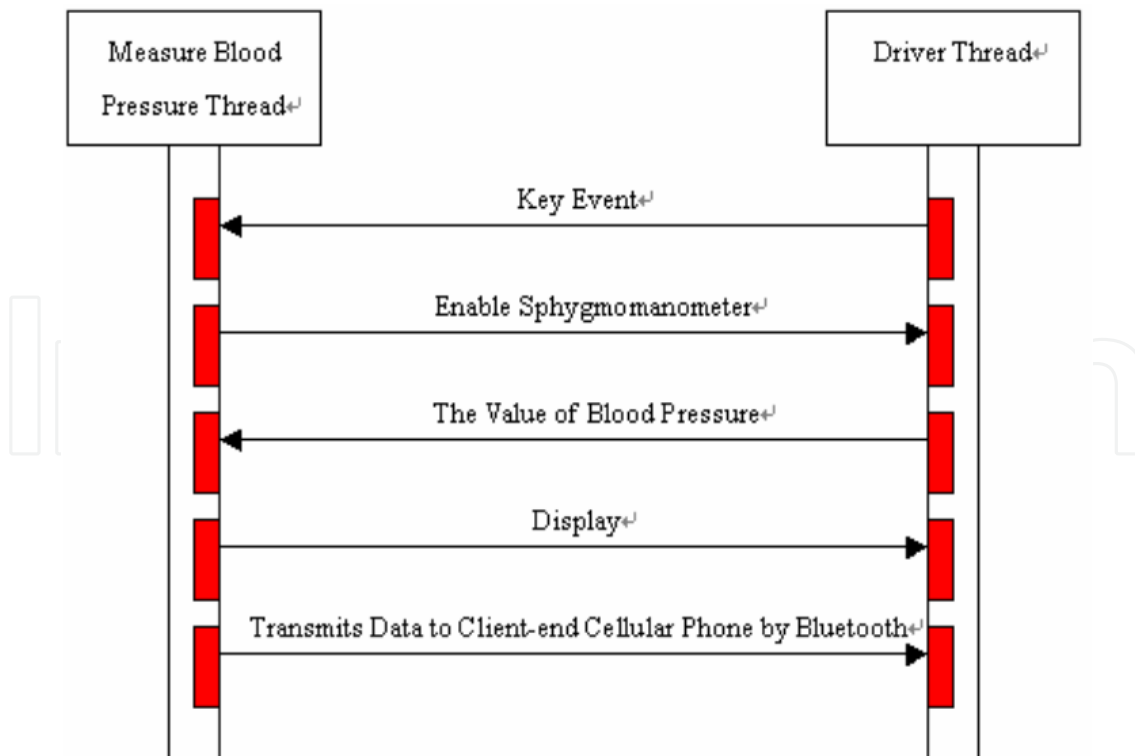 Measure Blood
Pressure Thread↵
Driver Thread↵
Key Event↵
Enable Sphygmomanometer↵
The Value of Blood Pressure↵
Display↵
Transmits Data to Client-end Cellular Phone by Bluetooth↵